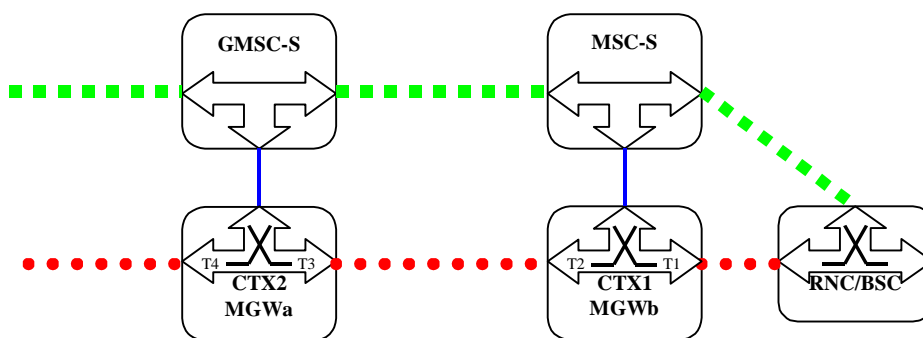 GMSC-S
MSC-S
T4
T3
T2
T1
CTX2
MGWa
CTX1
MGWb
RNC/BSC